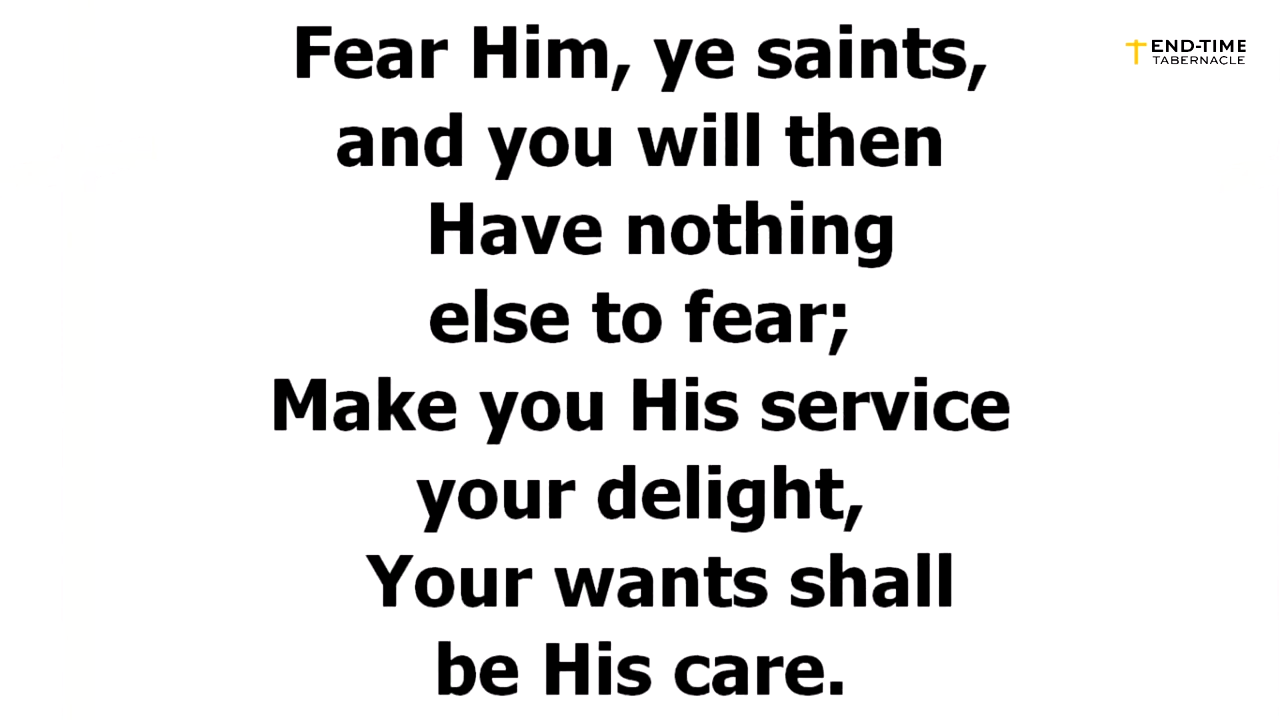 Fear Him, ye saints,
and you will then
Have nothing
else to fear;
Make you His service
your delight,
Your wants shall
be His care.
END-TIME
TABERNACLE